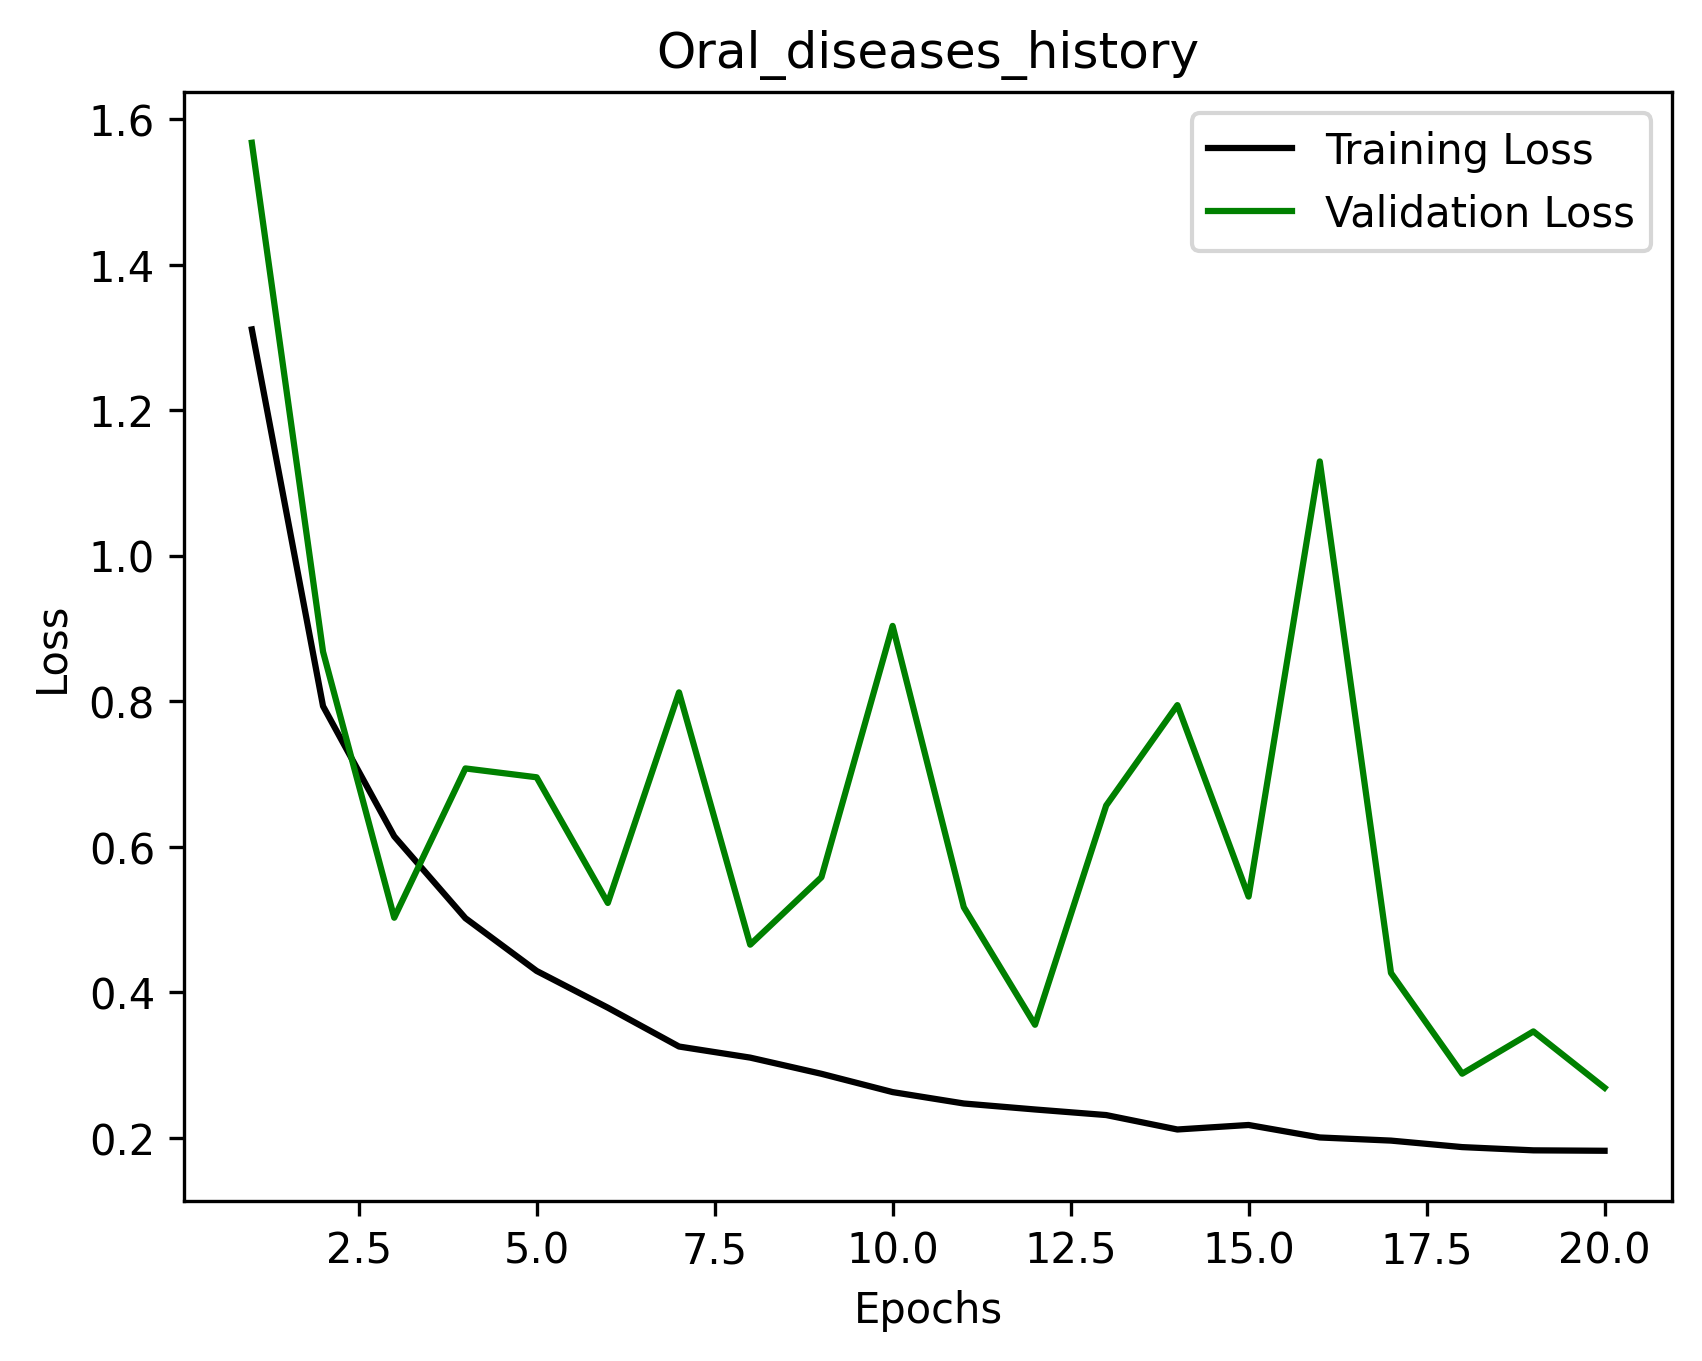 Oral_diseases_history
Training Loss
Validation Loss
1.6
1.4
1.2
1.0
0.8
0.6
0.4
0.2
Loss
2.5 5.0 7.5 10.0 12.5 15.0 17.5 20.0
Epochs